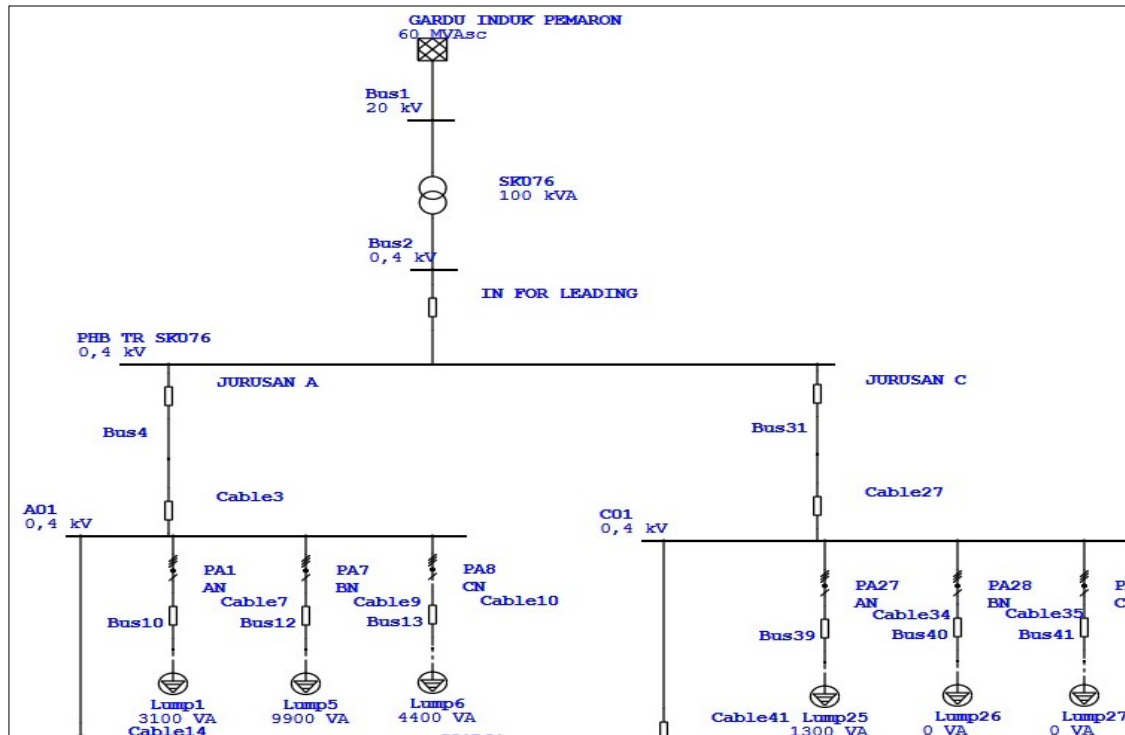 GARDU INDUK PEMARON
60 MVAsc
Bus1
20 kV
SK076
100 kVA
Bus2
0,4 kV
IN FOR LEADING
PHB TR SK076
0,4 kV
JURUSAN A
JURUSAN C
Bus4
Bus31
Cable3
Cable27
A01
0,4 kV
C01
0,4 kV
PA1
AN
PA7
BN
PA8
CN
PA27
AN
PA28
BN
Cable7
Cable9
Cable10
Cable34
Cable35
Bus10
Bus12
Bus13
Bus39
Bus40
Bus41
Lump1
3100 VA
Lump5
9900 VA
Lump6
4400 VA
Cable14
Cable41
Lump25
1300 VA
Lump26
0 VA
Lump27
0 VA